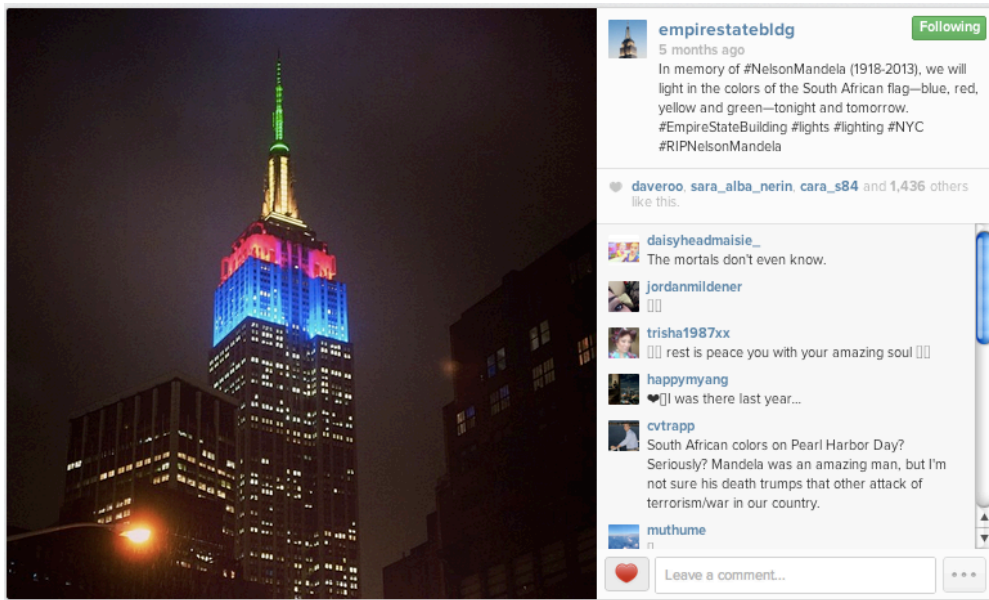 empirestatebldg
Following
5 months ago
In memory of #NelsonMandela (1918-2013), we will
light in the colors of the South African flag—blue, red,
yellow and green—tonight and tomorrow.
#EmpireStateBuilding #lights #lighting #NYC
#RIPNelsonMandela
daveroo, sara_alba_nerin, cara_s84 and 1,436 others
like this.
daisyheadmaisie_
The mortals don't even know.
jordanmildener
trisha1987xx
rest is peace you with your amazing soul
happymyang
❤I was there last year...
cvtrapp
South African colors on Pearl Harbor Day?
Seriously? Mandela was an amazing man, but I'm
not sure his death trumps that other attack of
terrorism/war in our country.
muthume
Leave a comment...